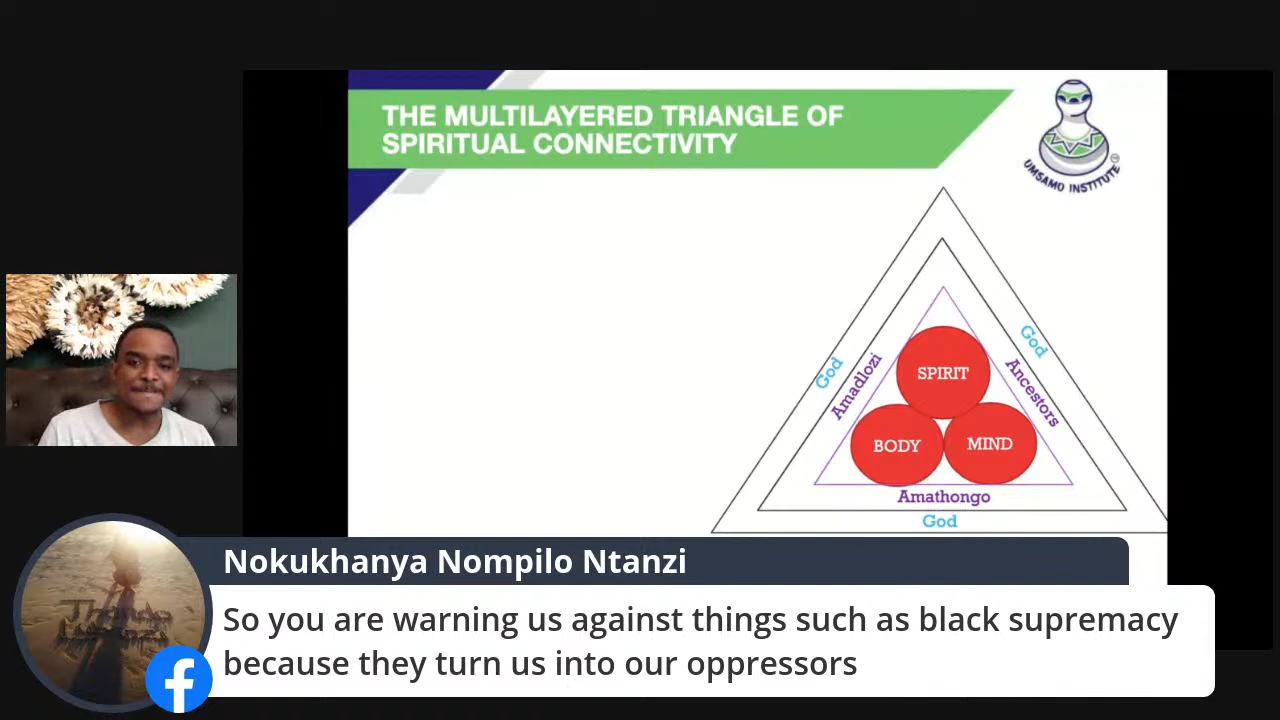 THE MULTILAYERED TRIANGLE OF
SPIRITUAL CONNECTIVITY
UMSAMO INSTITUTE
God
God
Amadlozi
Ancestors
SPIRIT
BODY
MIND
Amathongo
God
Nokukhanya Nompilo Ntanzi
So you are warning us against things such as black supremacy
because they turn us into our oppressors